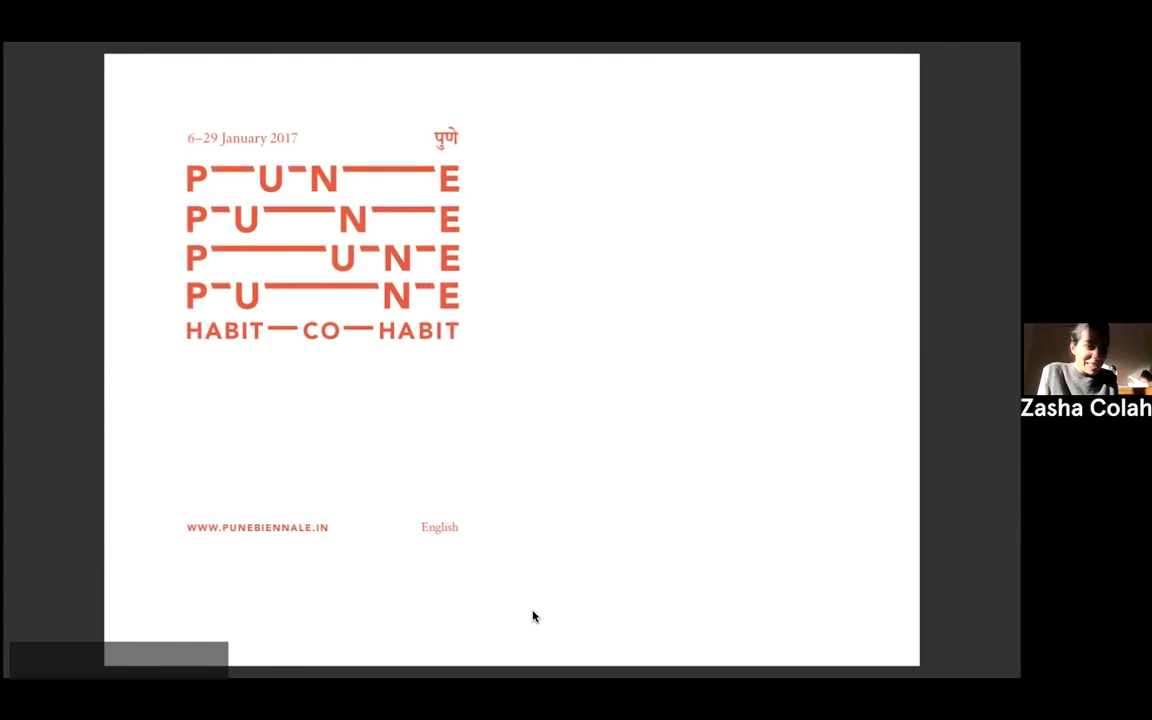 6–29 January 2017 पुणे
P U N E
P U N E
P U N E
P U N E
HABIT—CO—HABIT
Zasha Colah
WWW.PUNEBIENNALE.IN English